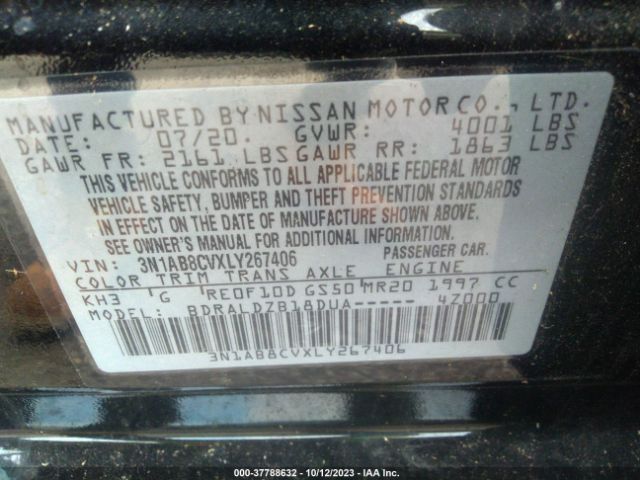 MANUFACTURED BY NISSAN MOTOR CO., LTD.
DATE: 07/20. GVWR: 4001 LBS
GAWR FR: 2161 LBS GAWR RR: 1863 LBS
THIS VEHICLE CONFORMS TO ALL APPLICABLE FEDERAL MOTOR
VEHICLE SAFETY, BUMPER AND THEFT PREVENTION STANDARDS
IN EFFECT ON THE DATE OF MANUFACTURE SHOWN ABOVE,
SEE OWNER'S MANUAL FOR ADDITIONAL INFORMATION.
VIN: 3N1AB8CVXLY267406 PASSENGER CAR.
COLOR TRIM TRANS AXLE ENGINE
KH3 G RE0F10D GS50 MR20 1997 CC
MODEL: BDRALDZB18DUA----- 4Z000
3N1AB8CVXLY267406
000-37788632 - 10/12/2023 - IAA Inc.